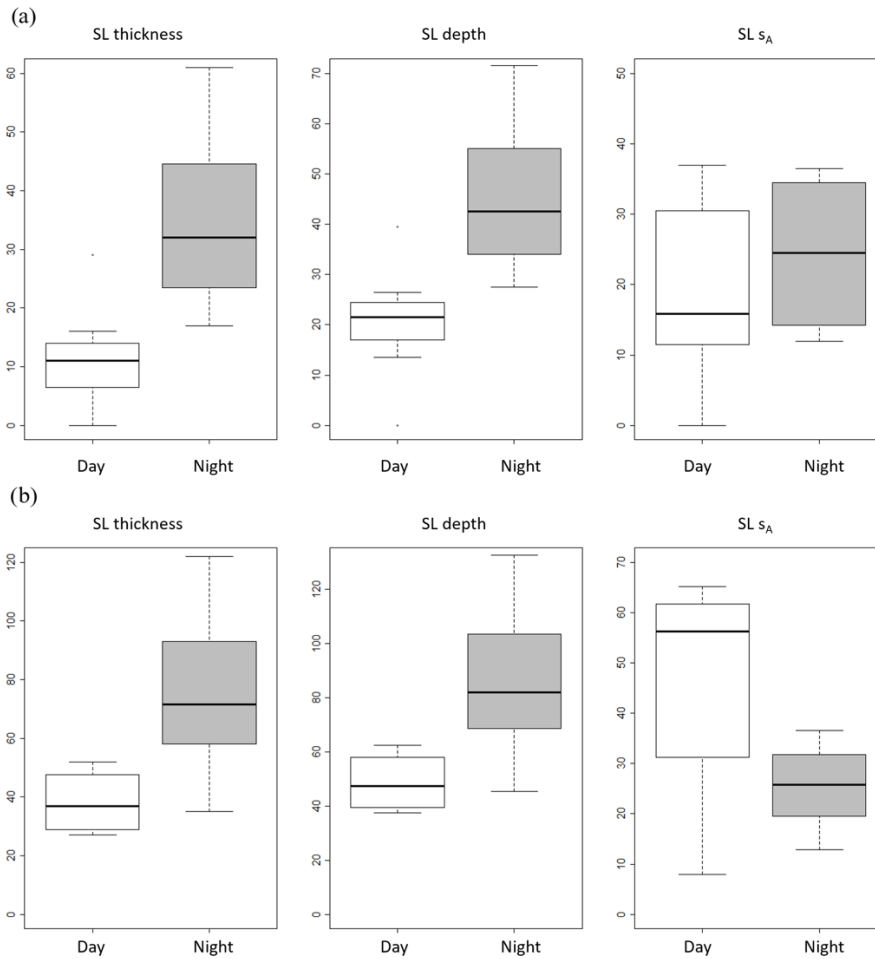 (a)
SL thickness SL depth SL sA
60 50 40 30 20 10 0
70 60 50 40 30 20 10 0
50 40 30 20 10 0
Day Night Day Night Day Night
(b)
SL thickness SL depth SL sA
120 100 80 60 40 20 0
120 100 80 60 40 20 0
70 60 50 40 30 20 10 0
Day Night Day Night Day Night